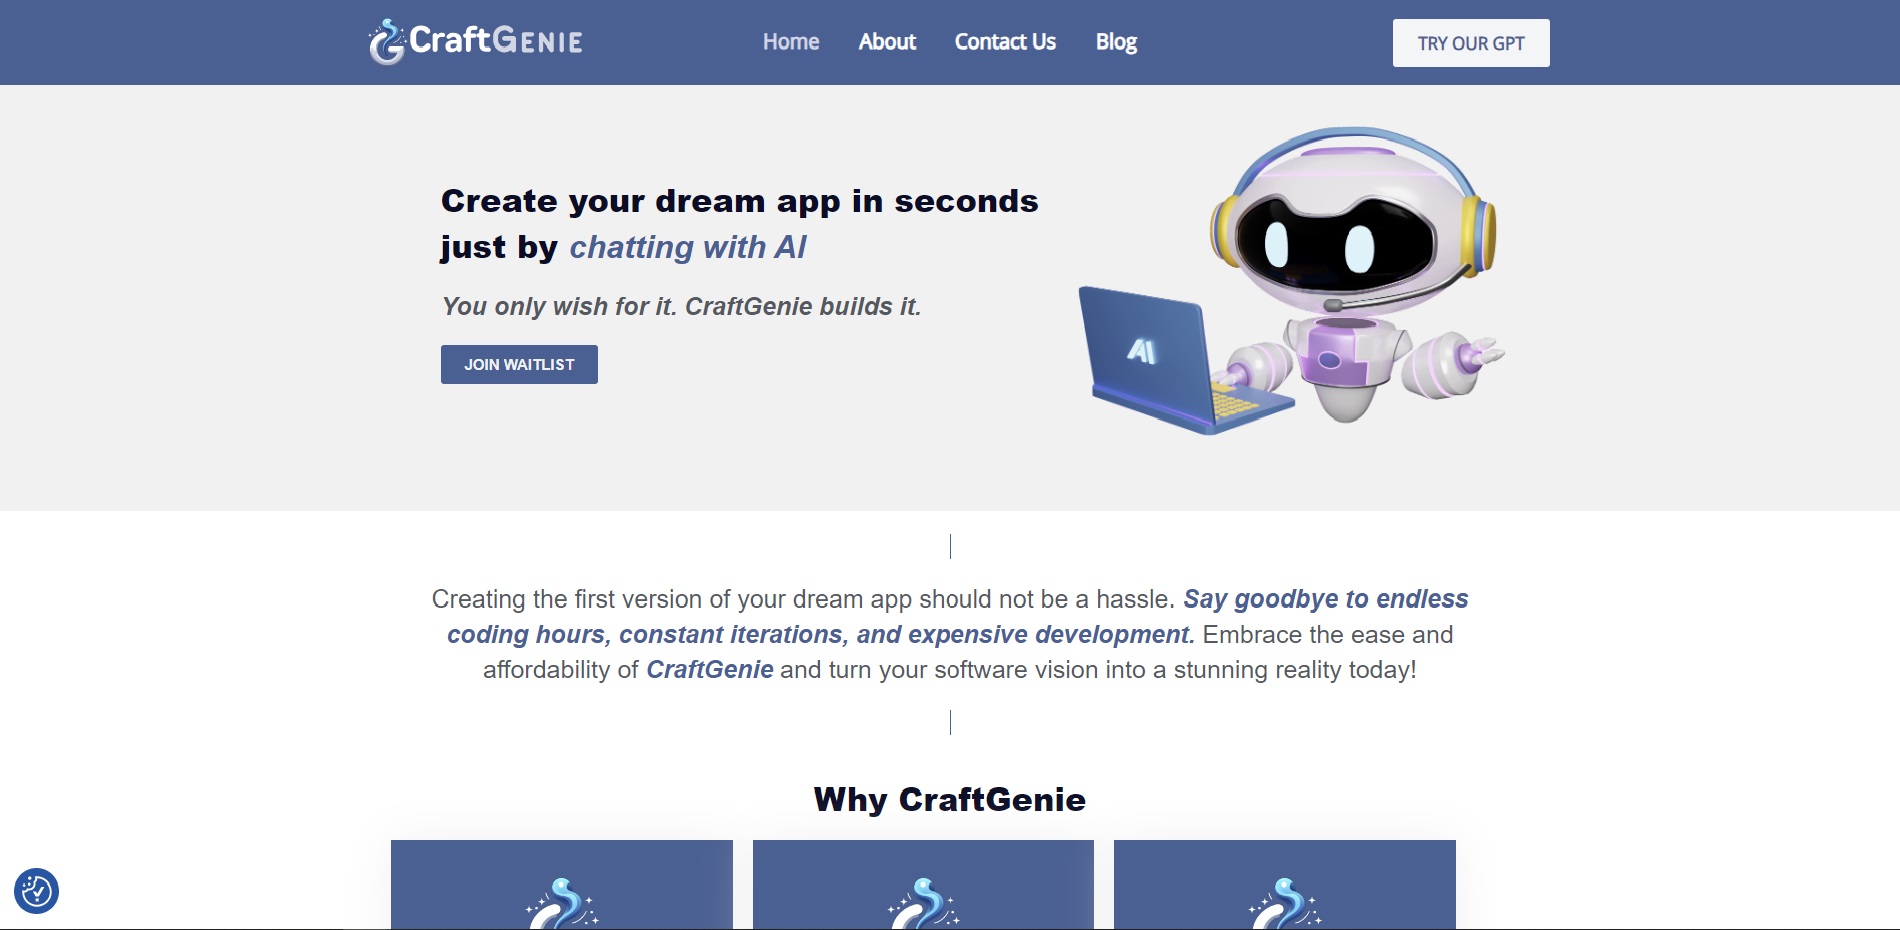 CraftGENIE
Home
About
Contact Us
Blog
TRY OUR GPT
Create your dream app in seconds
just by chatting with AI
You only wish for it. CraftGenie builds it.
JOIN WAITLIST
AI
Creating the first version of your dream app should not be a hassle. Say goodbye to endless
coding hours, constant iterations, and expensive development. Embrace the ease and
affordability of CraftGenie and turn your software vision into a stunning reality today!
Why CraftGenie